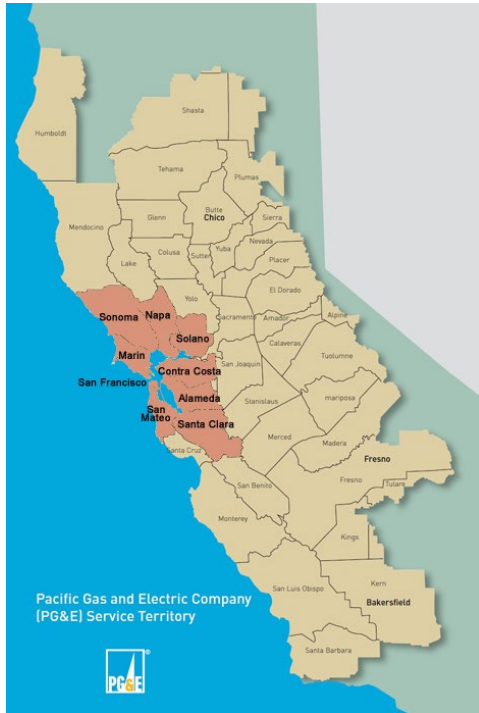 Shasta
Humboldt
Tehama
Plumas
Butte
Chico
Glenn
Sierra
Mendocino
Nevada
Colusa
Yuba
Sutter
Placer
Lake
El Dorado
Yolo
Sonoma
Napa
Sacramento
Amador
Alpine
Solano
Calaveras
Marin
San Joaquin
Tuolumne
Contra Costa
San Francisco
Alameda
Stanislaus
mariposa
San
Mateo
Santa Clara
Merced
Madera
Santa Cruz
Fresno
Fresno
Tulare
San Benito
Monterey
Kings
San Luis Obispo
Kern
Bakersfield
Pacific Gas and Electric Company
(PG&E) Service Territory
Santa Barbara
PG&E®